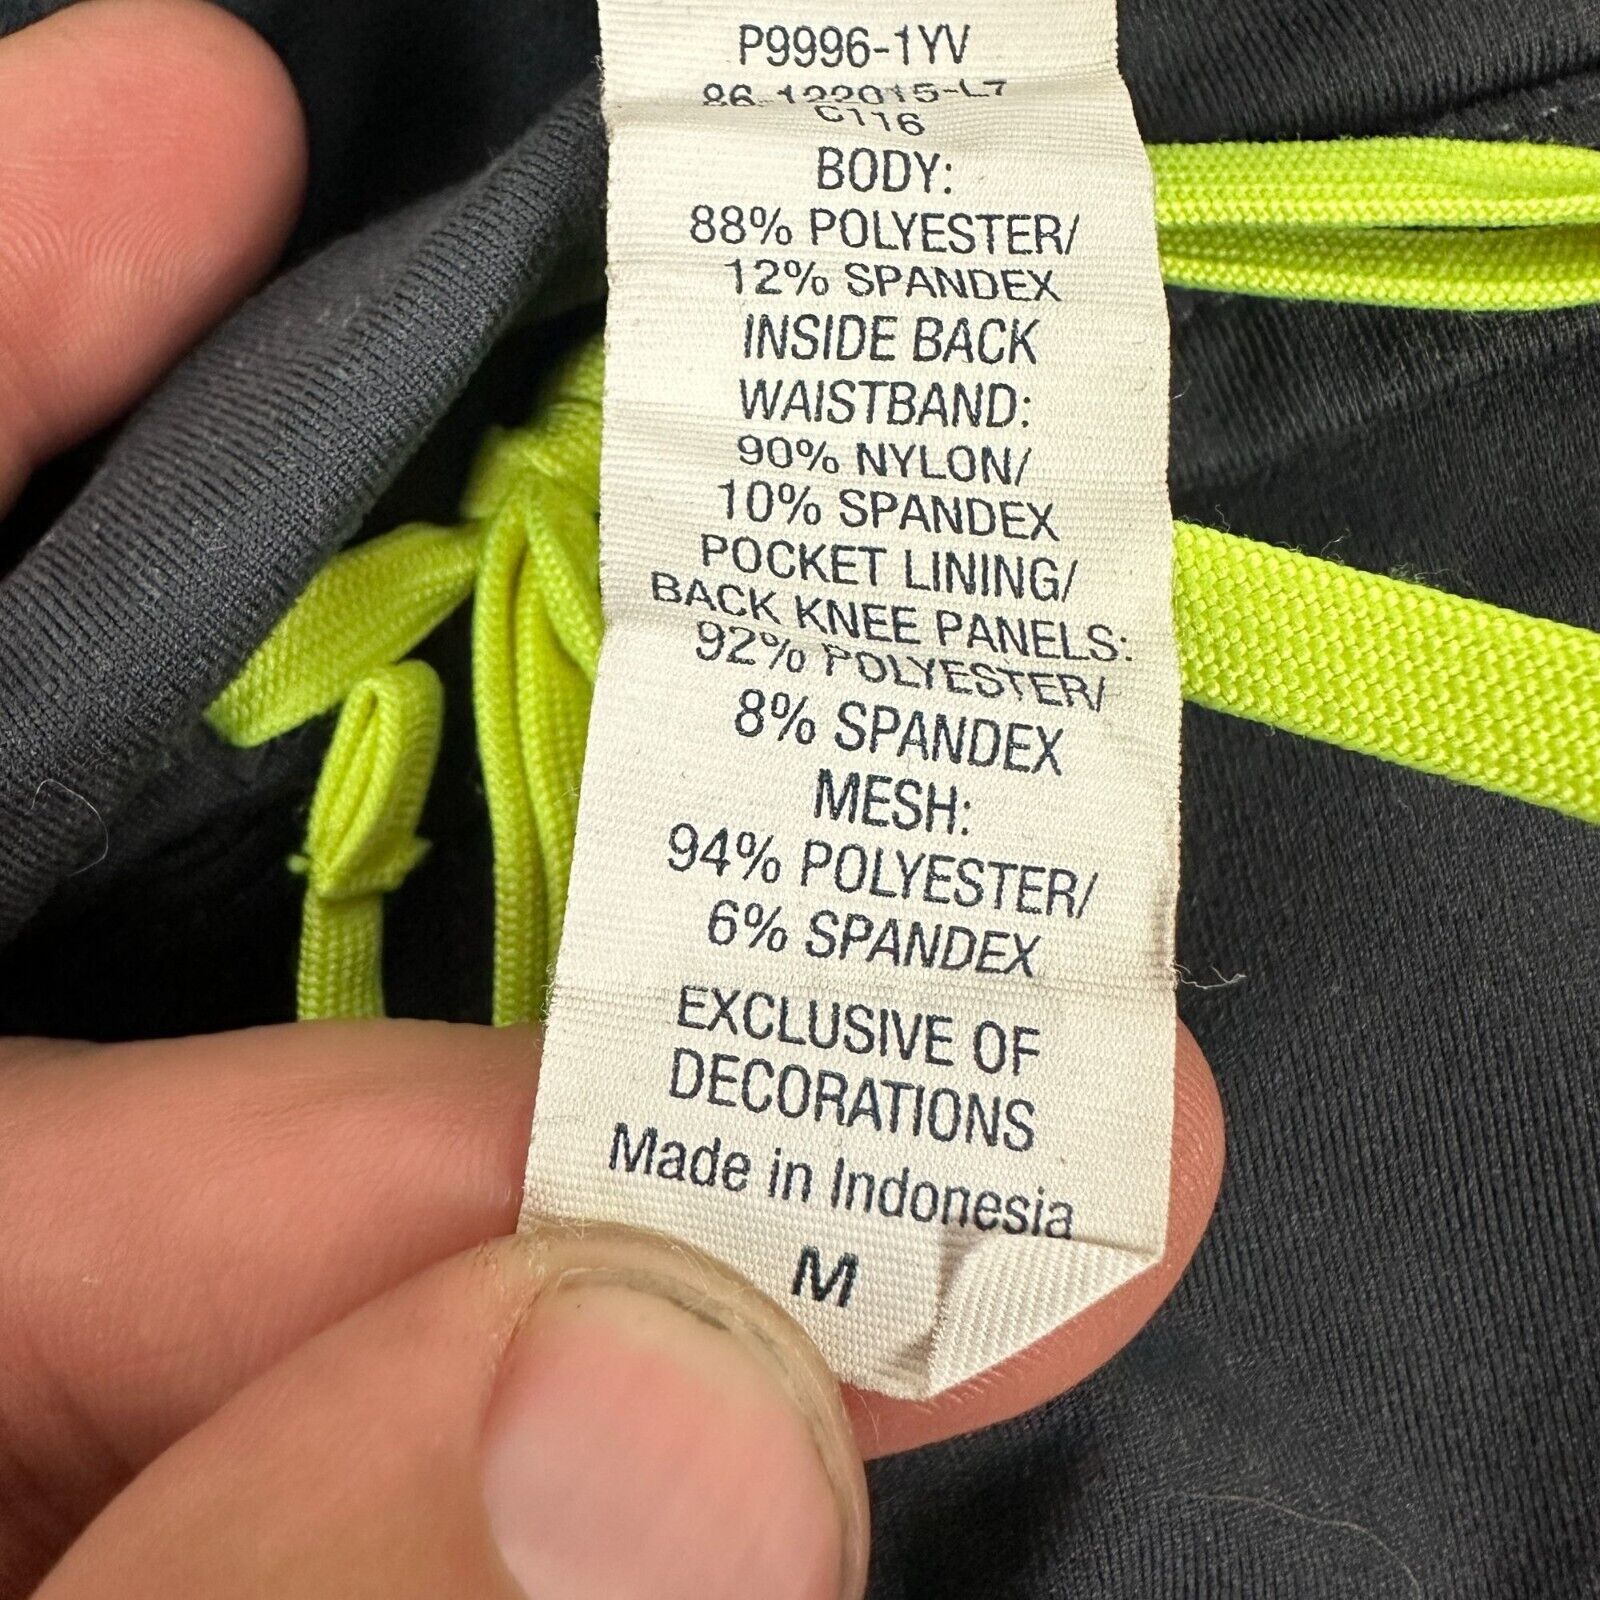 P9996-1YV
C116
BODY:
88% POLYESTER/
12% SPANDEX
INSIDE BACK
WAISTBAND:
90% NYLON/
10% SPANDEX
POCKET LINING/
BACK KNEE PANELS:
92% POLYESTER/
8% SPANDEX
MESH:
94% POLYESTER/
6% SPANDEX
EXCLUSIVE OF
DECORATIONS
Made in Indonesia
M